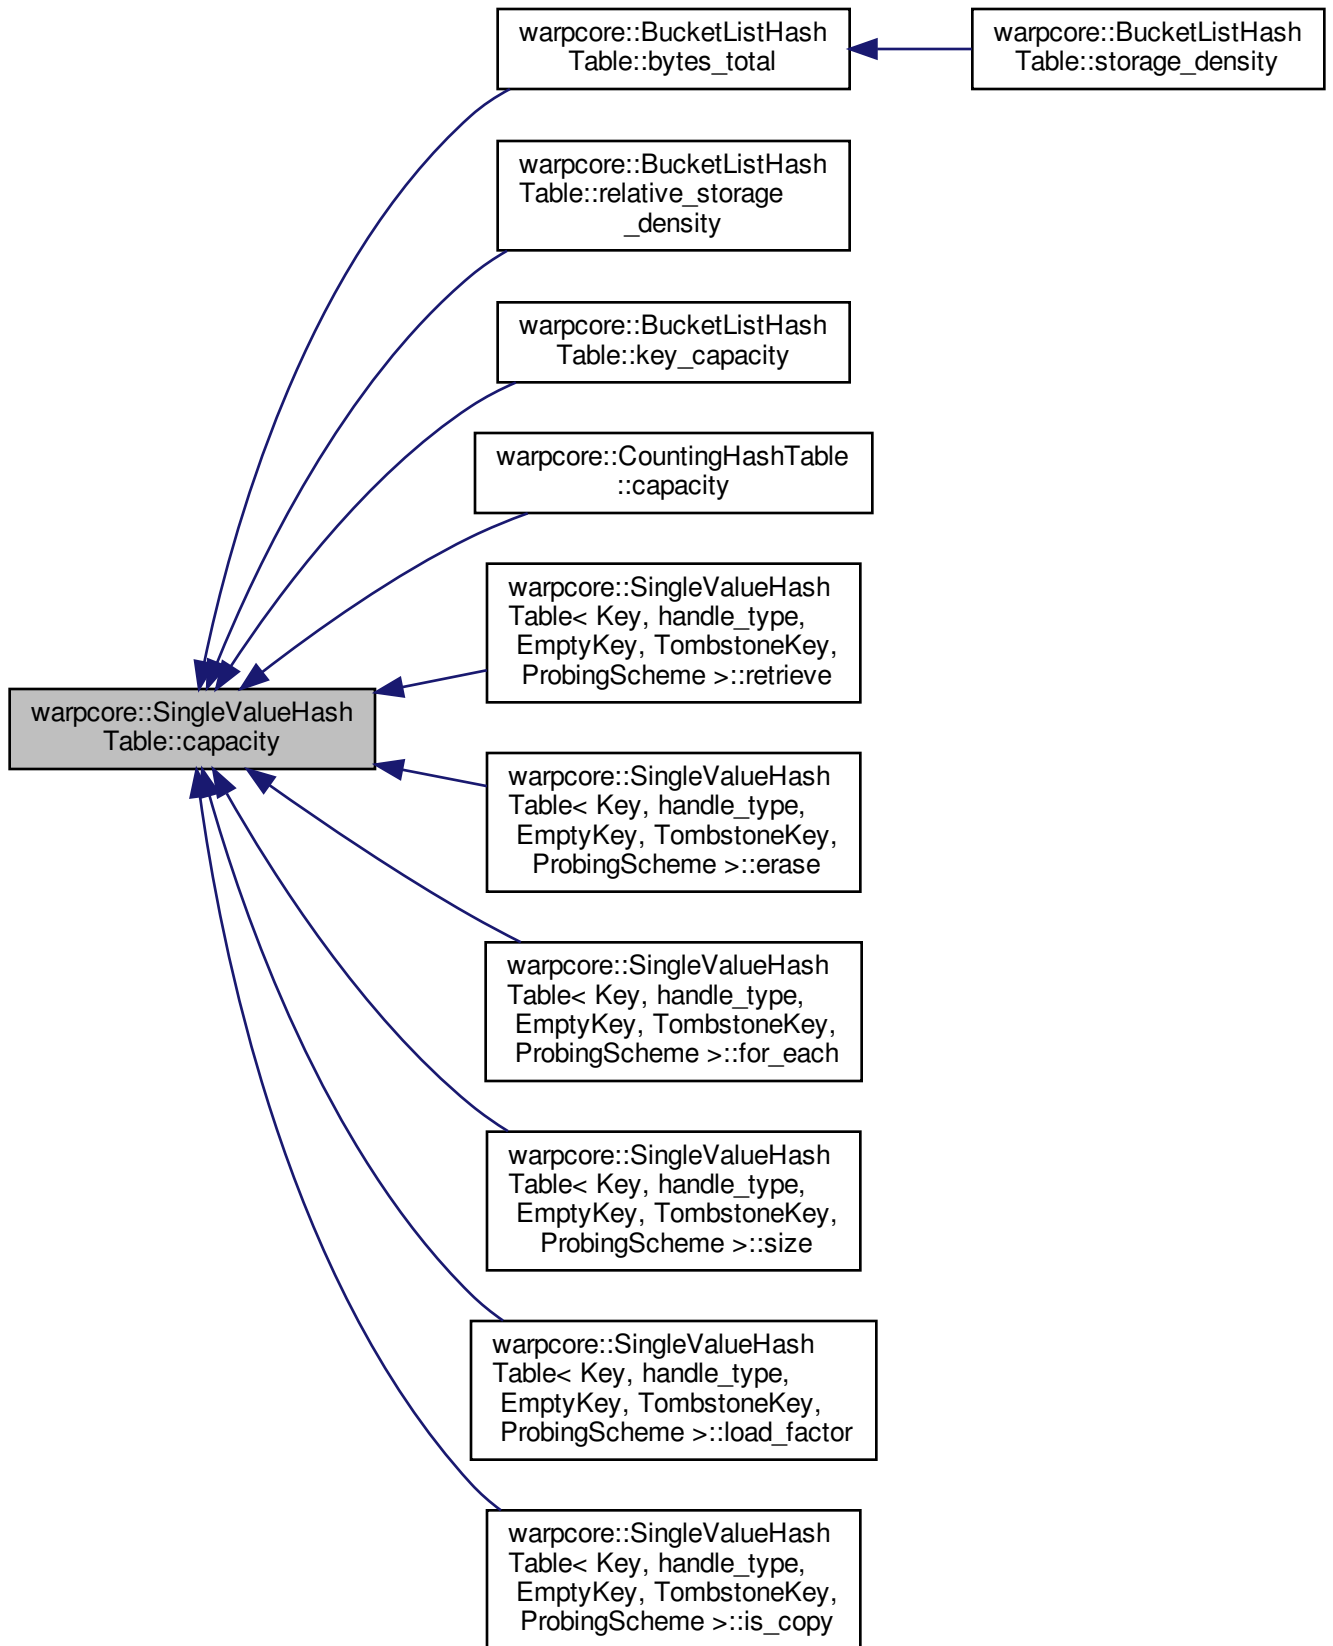 warpcore::BucketListHash
Table::bytes_total
warpcore::BucketListHash
Table::storage_density
warpcore::BucketListHash
Table::relative_storage
_density
warpcore::BucketListHash
Table::key_capacity
warpcore::CountingHashTable
::capacity
warpcore::SingleValueHash
Table< Key, handle_type,
EmptyKey, TombstoneKey,
ProbingScheme >::retrieve
warpcore::SingleValueHash
Table::capacity
warpcore::SingleValueHash
Table< Key, handle_type,
EmptyKey, TombstoneKey,
ProbingScheme >::erase
warpcore::SingleValueHash
Table< Key, handle_type,
EmptyKey, TombstoneKey,
ProbingScheme >::for_each
warpcore::SingleValueHash
Table< Key, handle_type,
EmptyKey, TombstoneKey,
ProbingScheme >::size
warpcore::SingleValueHash
Table< Key, handle_type,
EmptyKey, TombstoneKey,
ProbingScheme >::load_factor
warpcore::SingleValueHash
Table< Key, handle_type,
EmptyKey, TombstoneKey,
ProbingScheme >::is_copy